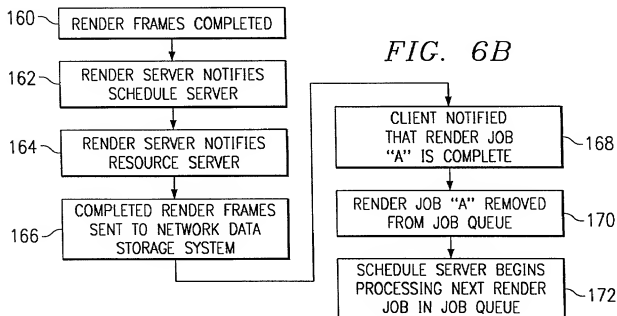 160
RENDER FRAMES COMPLETED
162
RENDER SERVER NOTIFIES
SCHEDULE SERVER
164
RENDER SERVER NOTIFIES
RESOURCE SERVER
166
COMPLETED RENDER FRAMES
SENT TO NETWORK DATA
STORAGE SYSTEM
FIG. 6B
CLIENT NOTIFIED
THAT RENDER JOB
"A" IS COMPLETE
168
RENDER JOB "A" REMOVED
FROM JOB QUEUE
170
SCHEDULE SERVER BEGINS
PROCESSING NEXT RENDER
JOB IN JOB QUEUE
172